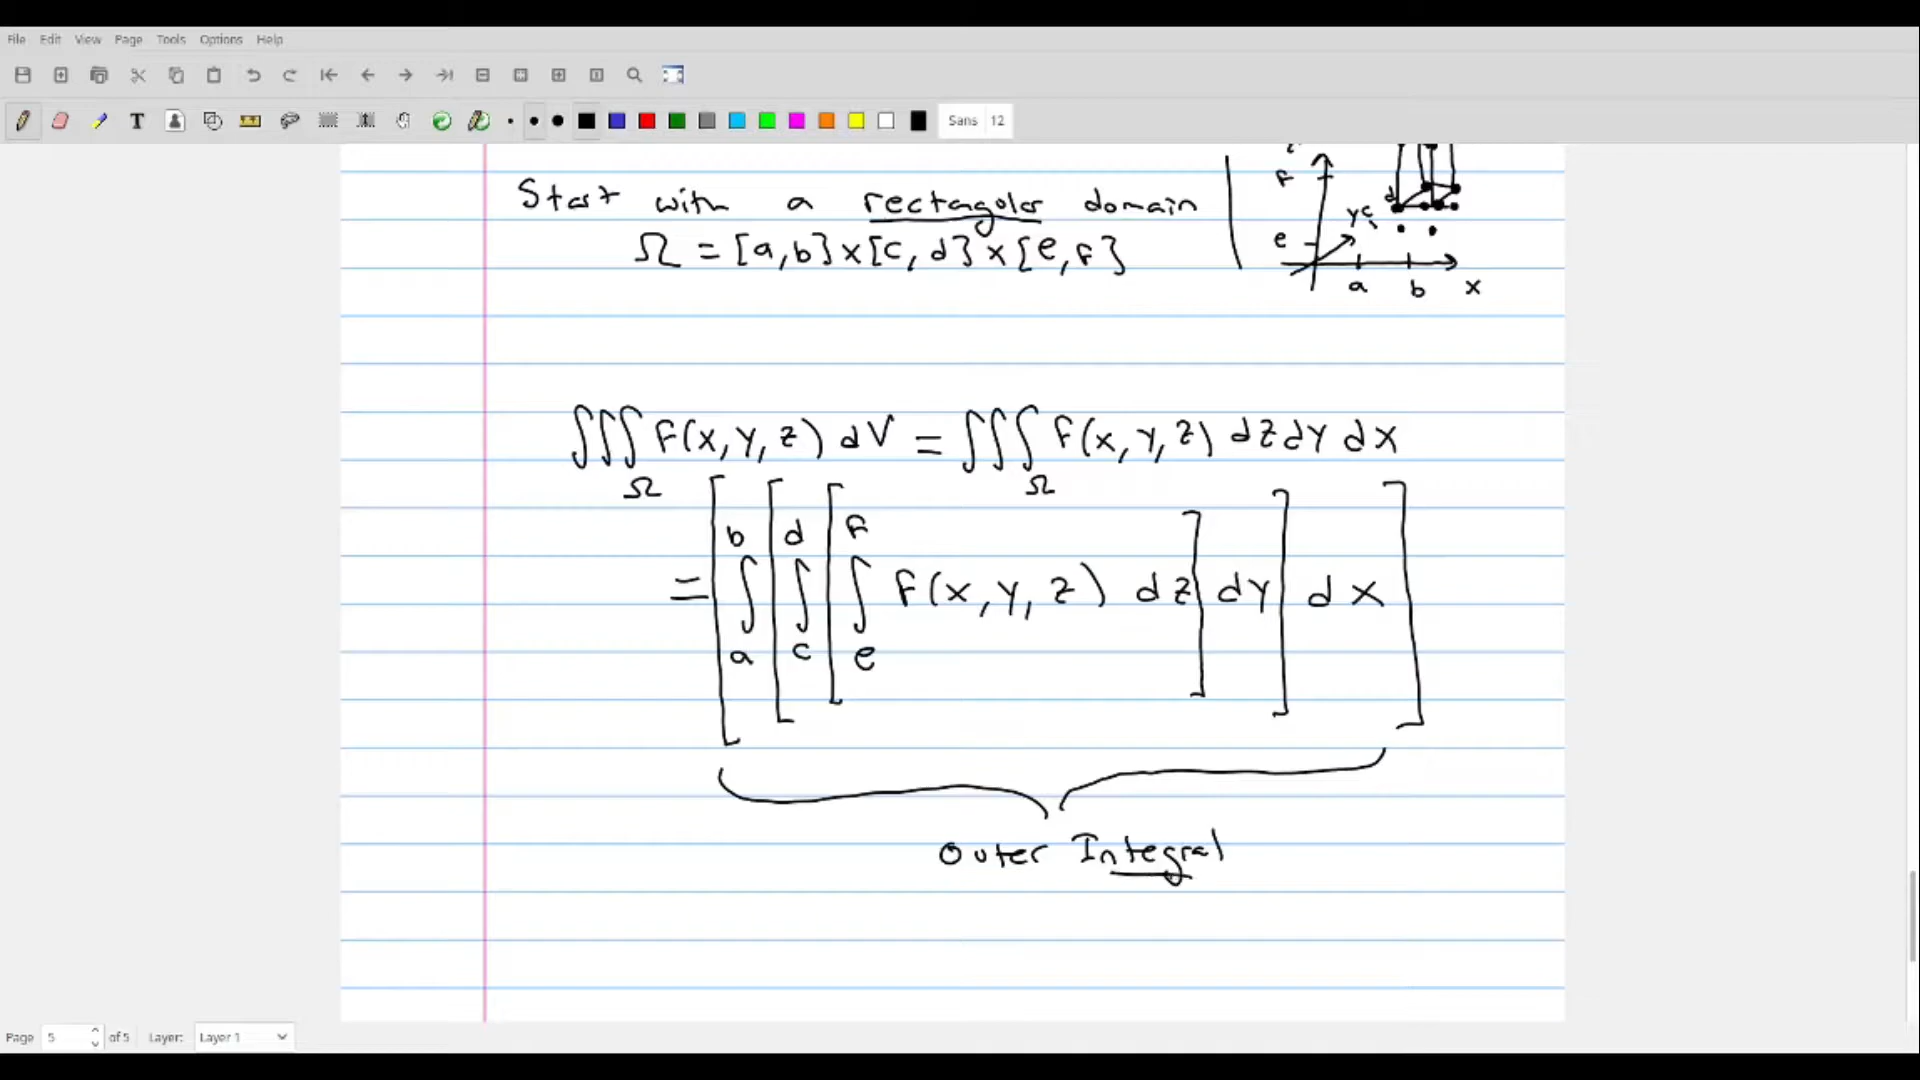 File Edit View Page Tools Options Help
Sans 12
Start with a rectangular domain
Ω = [a,b]x[c,d]x[e,f]
f
d
y c
e
a b x
∫∫∫ F(x,y,z) dV = ∫∫∫ f(x,y,z) dz dy dx
Ω Ω
b d f
= [∫ [∫ [∫ F(x,y,z) dz] dy] dx]
a c e
Outer Integral
Page 5 of 5 Layer: Layer 1